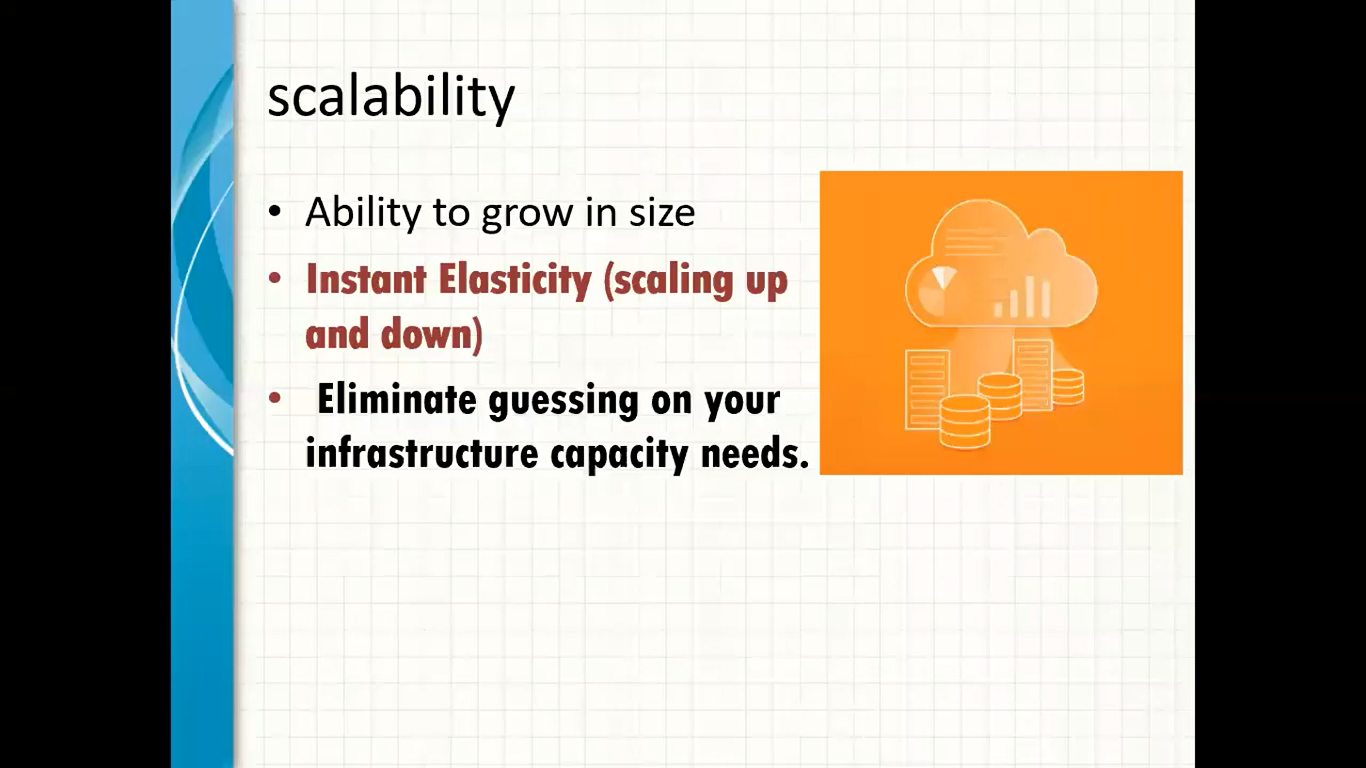 scalability
• Ability to grow in size
• Instant Elasticity (scaling up
and down)
• Eliminate guessing on your
infrastructure capacity needs.